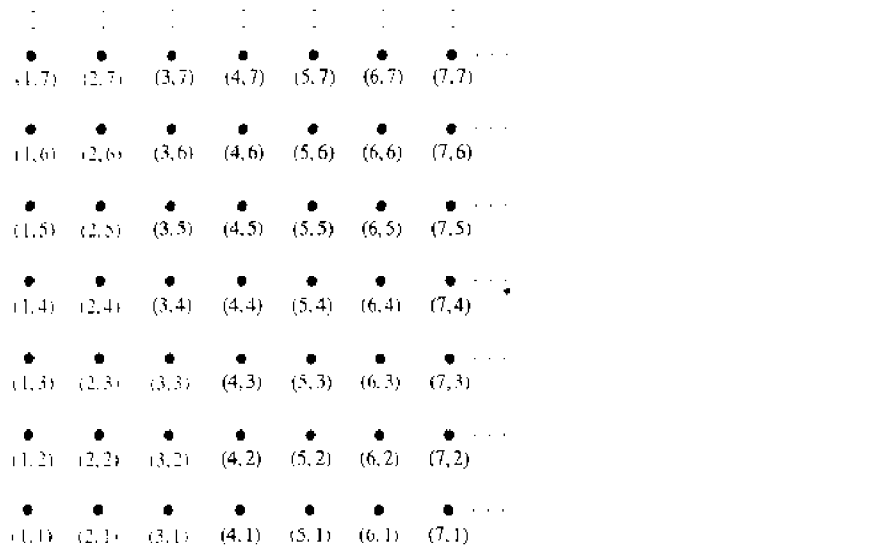 (1,7) (2,7) (3,7) (4,7) (5,7) (6,7) (7,7)
(1,6) (2,6) (3,6) (4,6) (5,6) (6,6) (7,6)
(1,5) (2,5) (3,5) (4,5) (5,5) (6,5) (7,5)
(1,4) (2,4) (3,4) (4,4) (5,4) (6,4) (7,4)
(1,3) (2,3) (3,3) (4,3) (5,3) (6,3) (7,3)
(1,2) (2,2) (3,2) (4,2) (5,2) (6,2) (7,2)
(1,1) (2,1) (3,1) (4,1) (5,1) (6,1) (7,1)